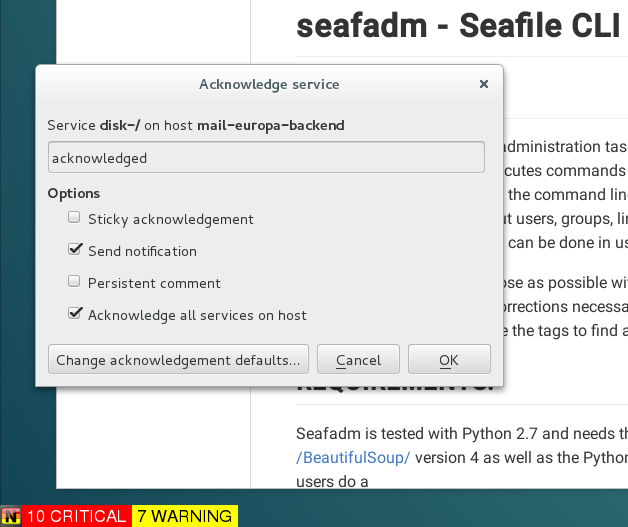 seafadm - Seafile CLI
Acknowledge service
Service disk-/ on host mail-europa-backend
acknowledged
Options
Sticky acknowledgement
Send notification
Persistent comment
Acknowledge all services on host
Change acknowledgement defaults...
Cancel
OK
administration tas
cutes commands
the command line
ut users, groups, li
can be done in us
ose as possible wi
orrections necessa
e the tags to find a
REQUIREMENTS:
Seafadm is tested with Python 2.7 and needs th
/BeautifulSoup/ version 4 as well as the Python
users do a
10 CRITICAL 7 WARNING